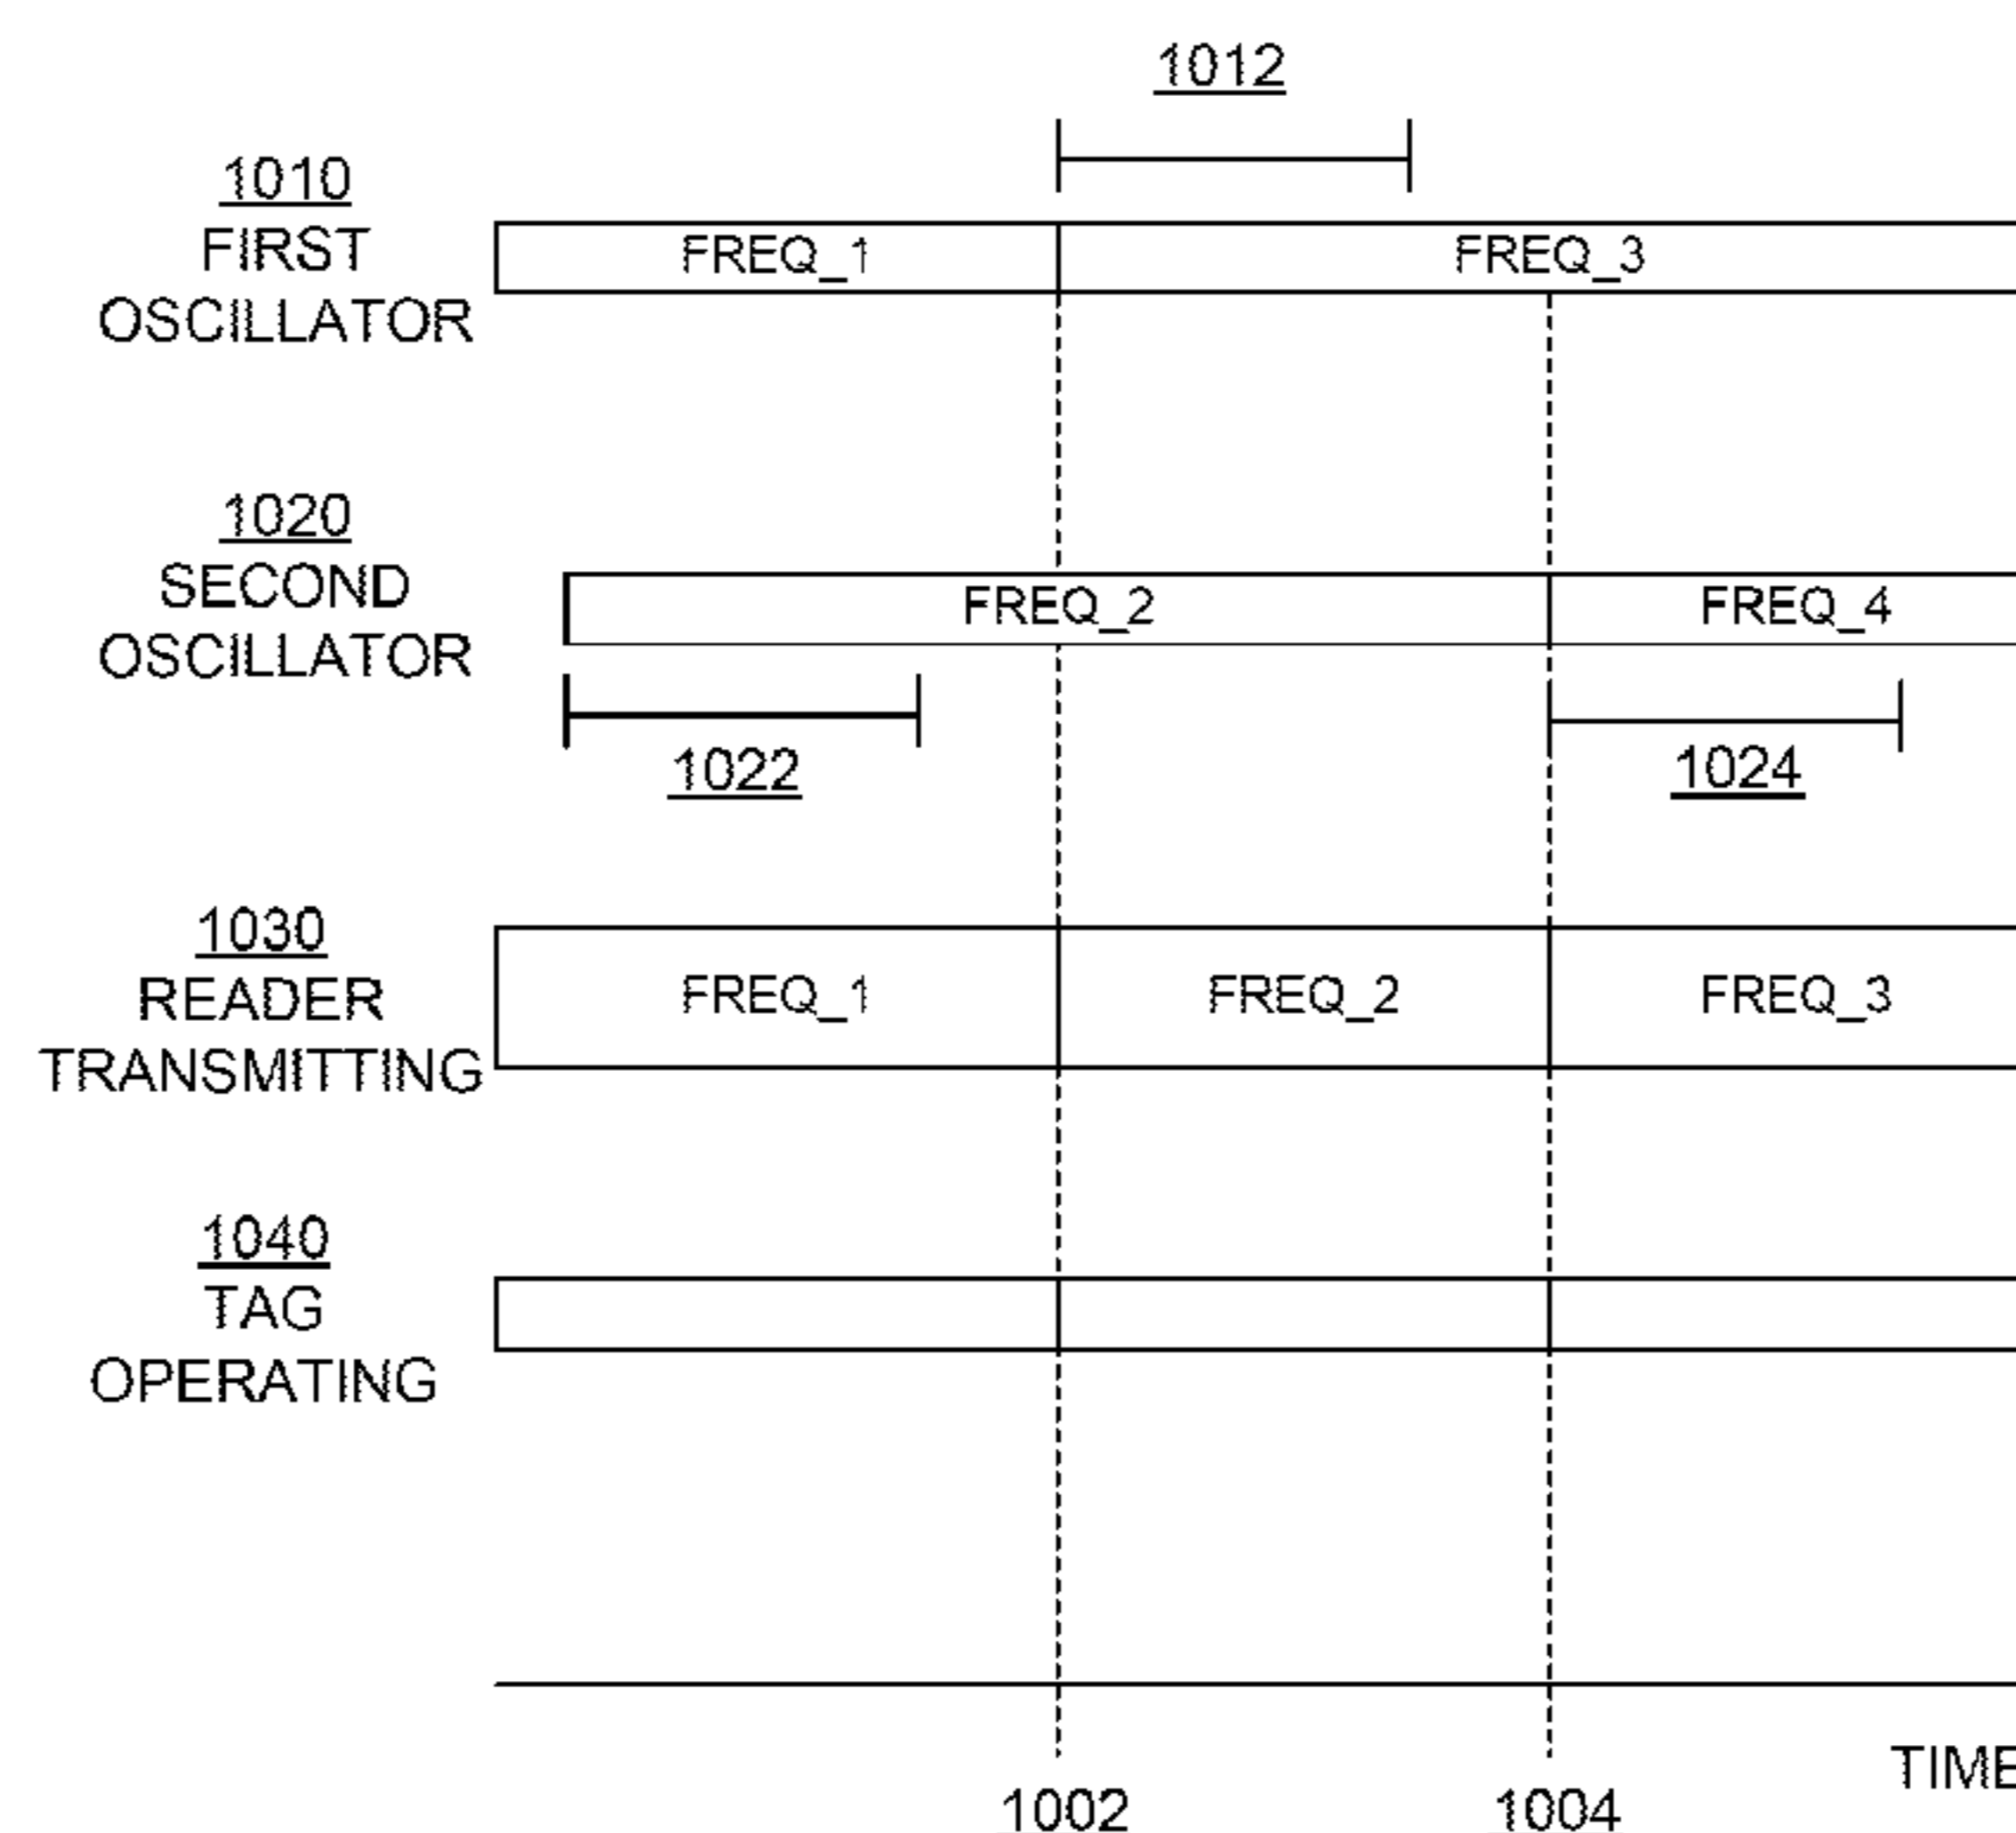 1012
1010
FIRST
OSCILLATOR
FREQ_1
FREQ_3
1020
SECOND
OSCILLATOR
FREQ_2
FREQ_4
1022
1024
1030
READER
TRANSMITTING
FREQ_1
FREQ_2
FREQ_3
1040
TAG
OPERATING
TIME
1002
1004